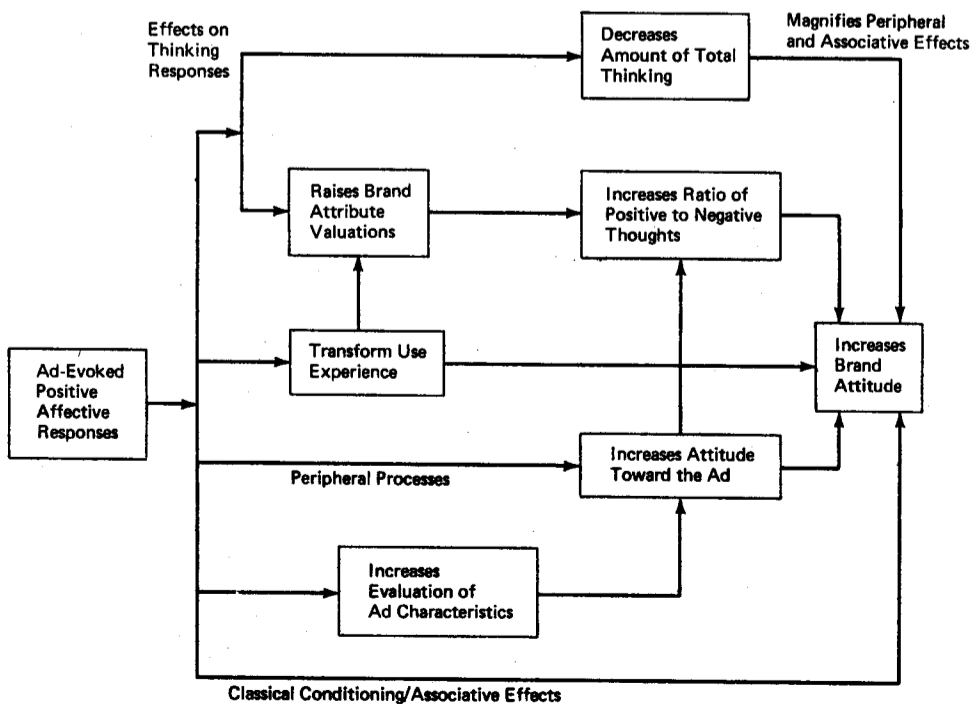 Effects on
Thinking
Responses
Decreases
Amount of Total
Thinking
Magnifies Peripheral
and Associative Effects
Raises Brand
Attribute
Valuations
Increases Ratio of
Positive to Negative
Thoughts
Ad-Evoked
Positive
Affective
Responses
Transform Use
Experience
Increases
Brand
Attitude
Peripheral Processes
Increases Attitude
Toward the Ad
Increases
Evaluation of
Ad Characteristics
Classical Conditioning/Associative Effects